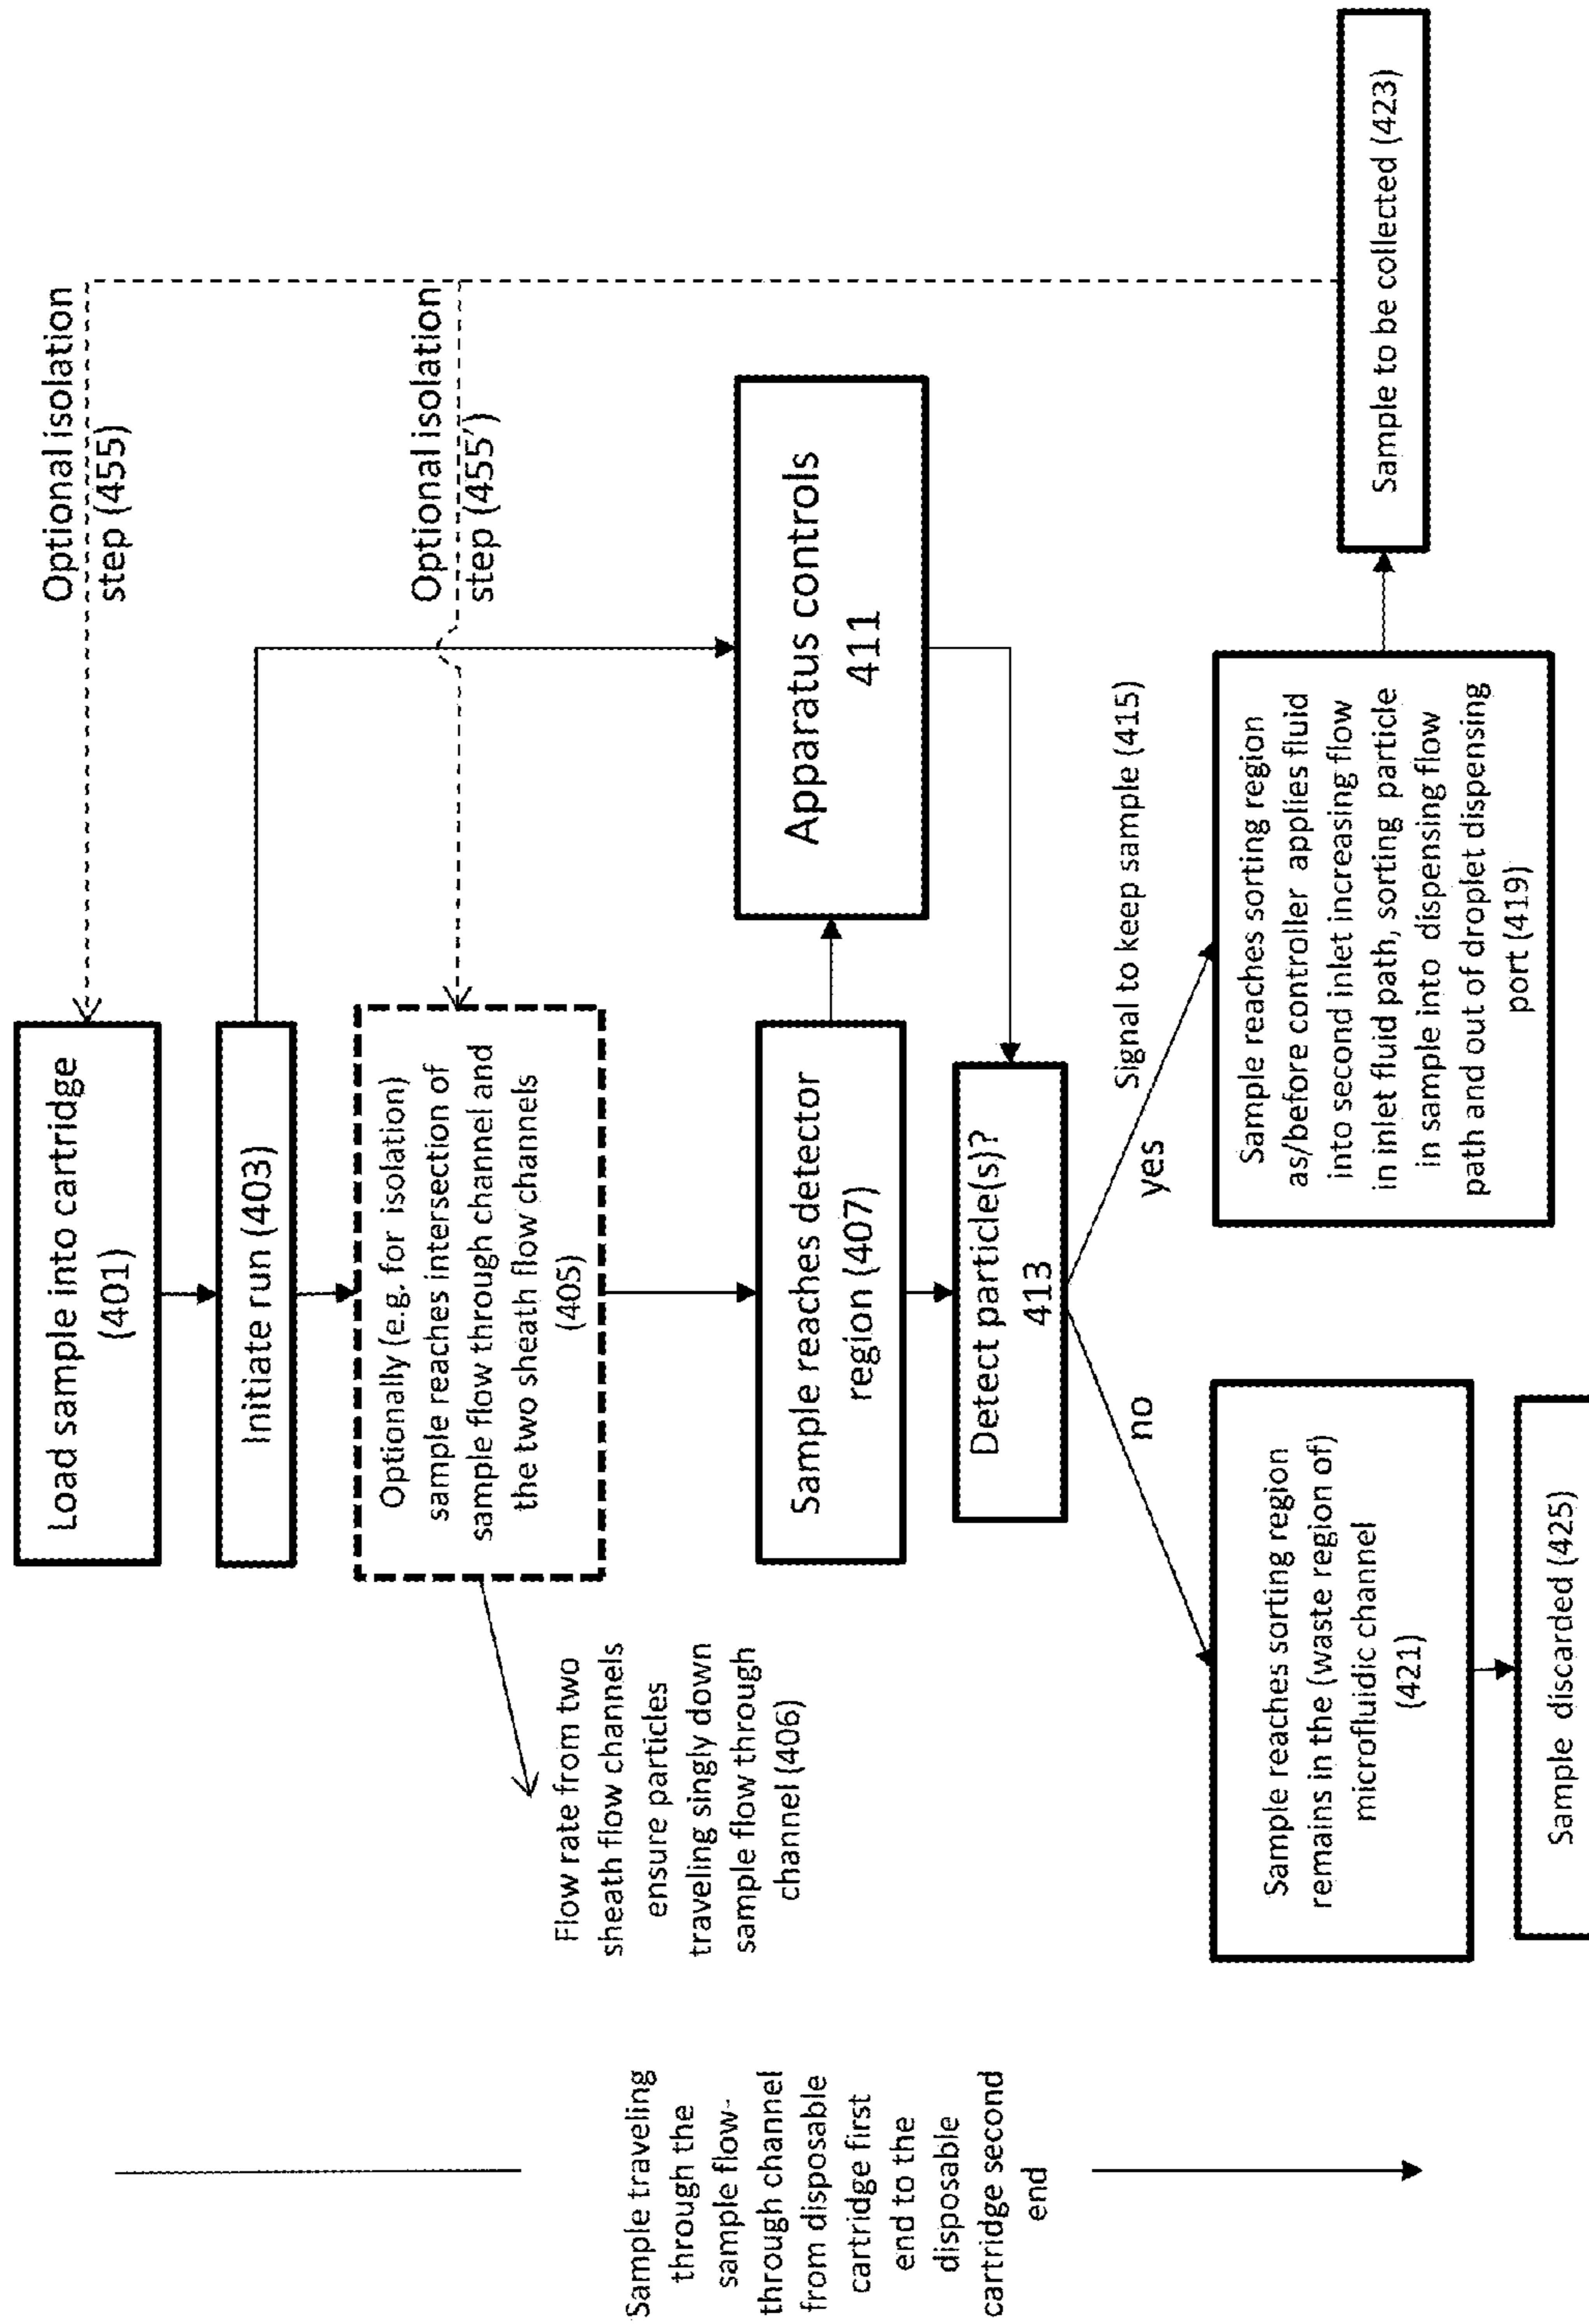 Sample traveling
through the
sample flow-
through channel
from disposable
cartridge first
end to the
disposable
cartridge second
end
Load sample into cartridge
(401)
Optional isolation
step (455)
Initiate run (403)
Optionally (e.g. for isolation)
sample reaches intersection of
sample flow through channel and
the two sheath flow channels
(405)
Optional isolation
step (455')
Flow rate from two
sheath flow channels
ensure particles
traveling singly down
sample flow through
channel (406)
Sample reaches detector
region (407)
Apparatus controls
411
Detect particle(s)?
413
no
yes
Signal to keep sample (415)
Sample reaches sorting region
remains in the (waste region of)
microfluidic channel
(421)
Sample reaches sorting region
as/before controller applies fluid
into second inlet increasing flow
in inlet fluid path, sorting particle
in sample into dispensing flow
path and out of droplet dispensing
port (419)
Sample to be collected (423)
Sample discarded (425)